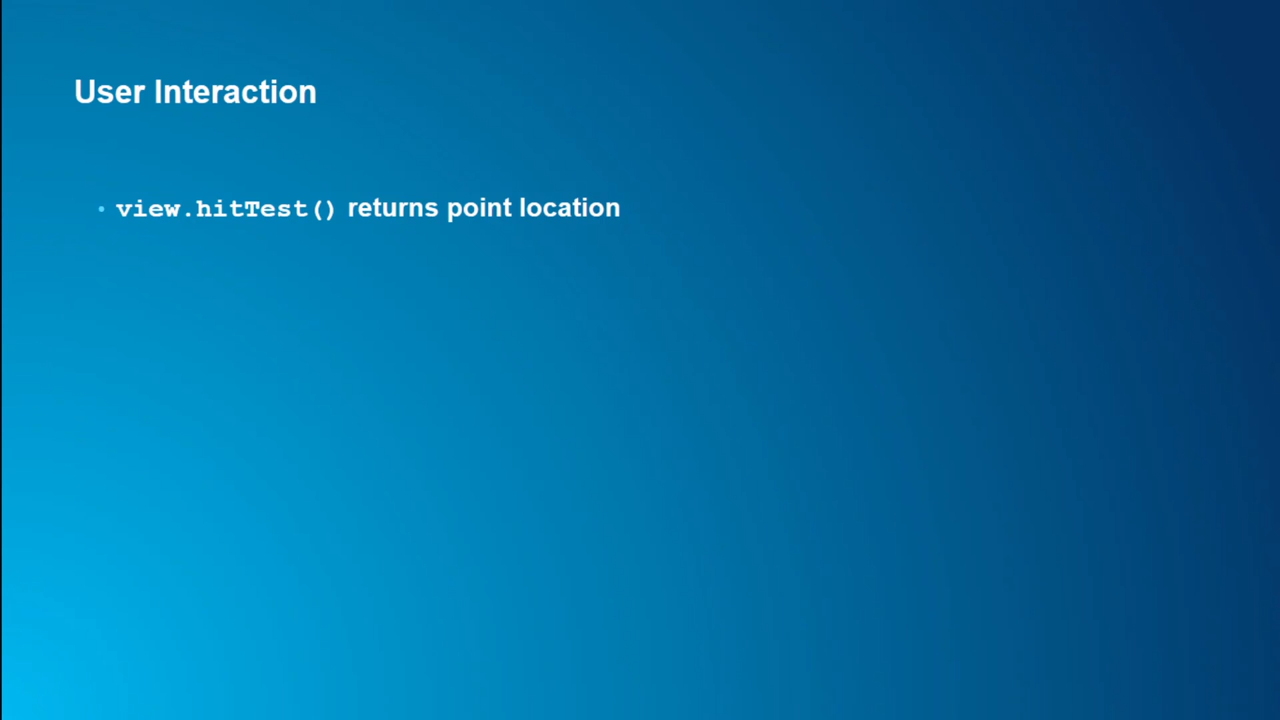 User Interaction
• view.hitTest() returns point location